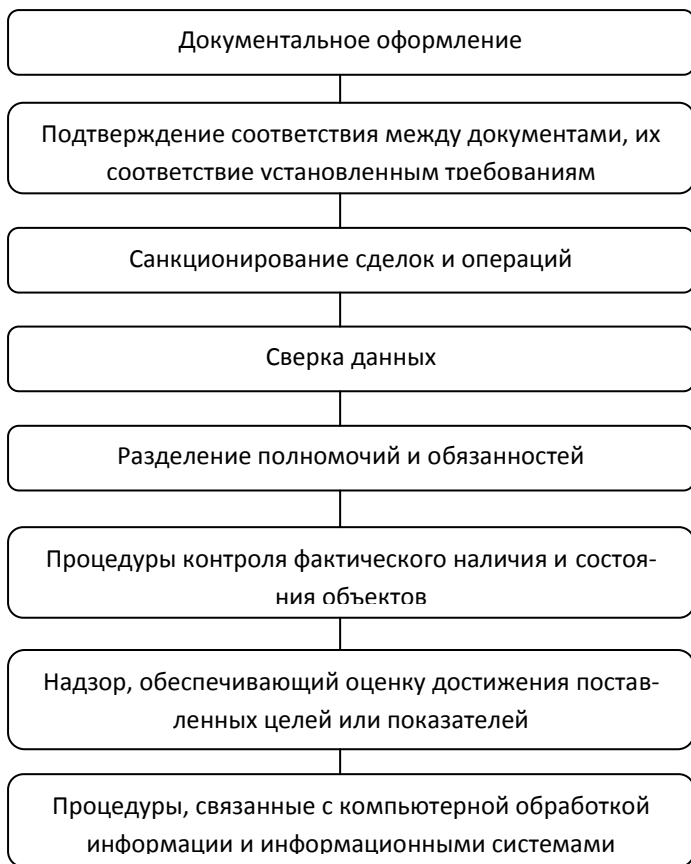 Документальное оформление
Подтверждение соответствия между документами, их
соответствие установленным требованиям
Санкционирование сделок и операций
Сверка данных
Разделение полномочий и обязанностей
Процедуры контроля фактического наличия и состоя-
ния объектов
Надзор, обеспечивающий оценку достижения постав-
ленных целей или показателей
Процедуры, связанные с компьютерной обработкой
информации и информационными системами